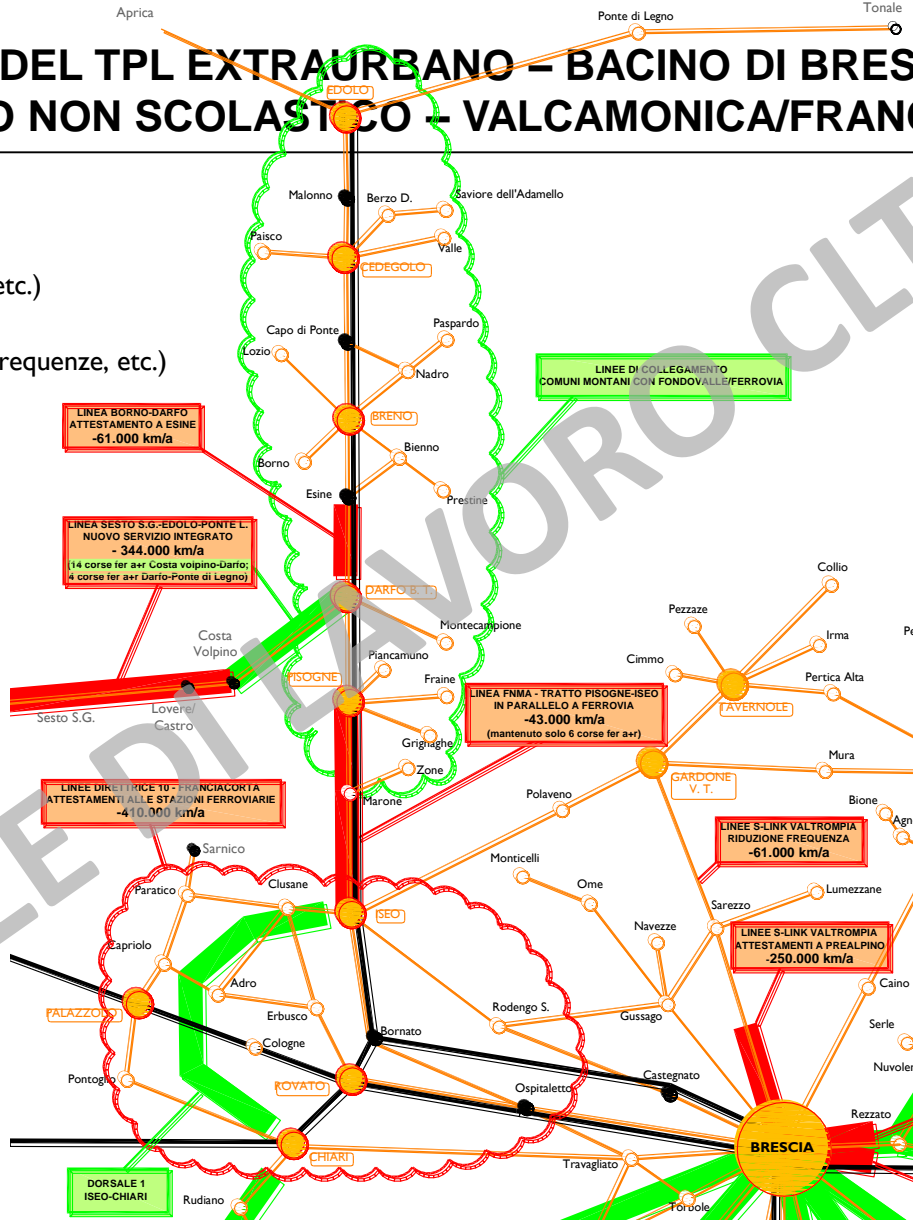 Aprica
Ponte di Legno
Tonale
DEL TPL EXTRAURBANO – BACINO DI BRES
O NON SCOLASTICO – VALCAMONICA/FRANC
EDOLO
Malonno
Berzo D.
Saviore dell'Adamello
Paisco
Valle
CEDEGOLO
etc.)
Capo di Ponte
Paspardo
Lozio
requenze, etc.)
Nadro
LINEE DI COLLEGAMENTO
COMUNI MONTANI CON FONDOVALLE/FERROVIA
LINEA BORNO-DARFO
ATTESTAMENTO A ESINE
-61.000 km/a
BRENO
Borno
Bienno
Esine
Prestine
LINEA SESTO S.G.-EDOLO-PONTE L.
NUOVO SERVIZIO INTEGRATO
- 344.000 km/a
(14 corse fer a+r Costa volpino-Darfo;
4 corse fer a+r Darfo-Ponte di Legno)
DARFO B. T.
Collio
Pezzaze
Montecampione
Costa
Volpino
Irma
Pe
Piancamuno
Cimmo
PISOGNE
Fraine
Pertica Alta
LINEA FNMA - TRATTO PISOGNE-ISEO
IN PARALLELO A FERROVIA
-43.000 km/a
(mantenuto solo 6 corse fer a+r)
TAVERNOLE
Sesto S.G.
Lovere/
Castro
Grignaghe
Zone
Mura
GARDONE
V. T.
LINEE DIRETTRICE 10 - FRANCIACORTA
ATTESTAMENTI ALLE STAZIONI FERROVIARIE
-410.000 km/a
Marone
Polaveno
Bione
Agn
LINEE S-LINK VALTROMPIA
RIDUZIONE FREQUENZA
-61.000 km/a
Sarnico
Monticelli
Paratico
Clusane
Ome
Lumezzane
ISEO
Sarezzo
Navezze
LINEE S-LINK VALTROMPIA
ATTESTAMENTI A PREALPINO
-250.000 km/a
Capriolo
Adro
Caino
PALAZZOLO
Erbusco
Rodengo S.
Gussago
Serle
Bornato
Cologne
Nuvoler
Pontoglio
ROVATO
Castegnato
Ospitaletto
Rezzato
BRESCIA
CHIARI
Travagliato
DORSALE 1
ISEO-CHIARI
Rudiano
Torbole
LE DI LAVORO CLT